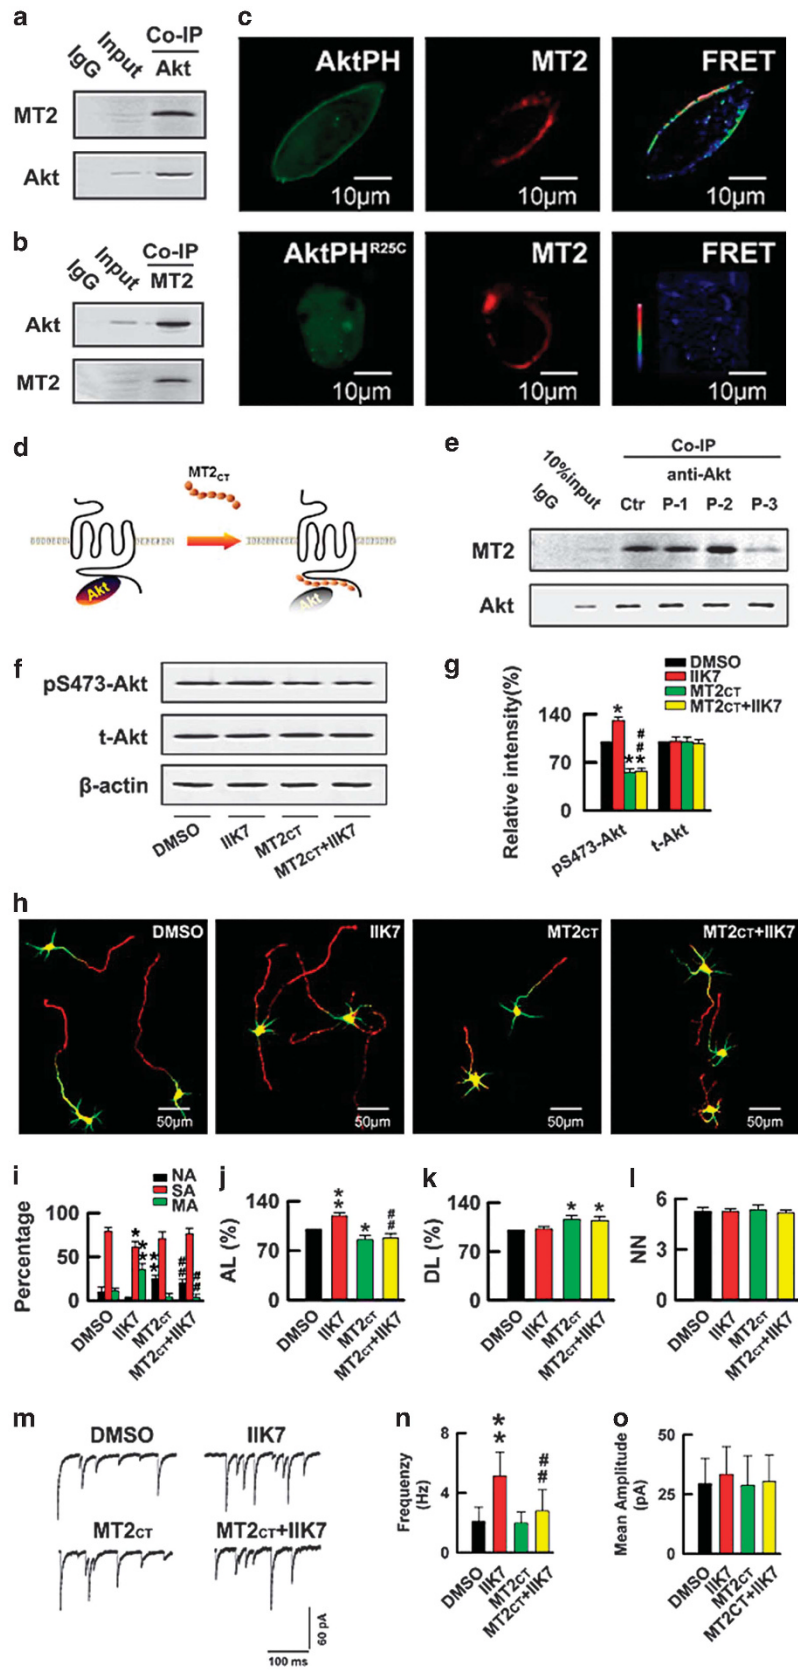 a
IgG
Input
Co-IP
Akt
MT2
Akt
b
IgG
Input
Co-IP
MT2
Akt
MT2
c
AktPH
MT2
FRET
10μm
10μm
10μm
AktPHR25C
MT2
FRET
10μm
10μm
10μm
d
MT2CT
Akt
Akt
e
IgG
10%input
Co-IP
anti-Akt
Ctr P-1 P-2 P-3
MT2
Akt
f
pS473-Akt
t-Akt
β-actin
DMSO
IIK7
MT2CT
MT2CT+IIK7
g
DMSO
IIK7
MT2CT
MT2CT+IIK7
Relative intensity(%)
140
70
0
*
**
##
**
pS473-Akt
t-Akt
h
DMSO
IIK7
MT2CT
MT2CT+IIK7
50μm
50μm
50μm
50μm
i
NA
SA
MA
Percentage
100
50
0
*
**
**
##
##
DMSO
IIK7
MT2CT
MT2CT+IIK7
j
AL (%)
140
70
0
**
*
##
DMSO
IIK7
MT2CT
MT2CT+IIK7
k
DL (%)
140
70
0
*
*
DMSO
IIK7
MT2CT
MT2CT+IIK7
l
NN
6
3
0
DMSO
IIK7
MT2CT
MT2CT+IIK7
m
DMSO
IIK7
MT2CT
MT2CT+IIK7
60 pA
100 ms
n
Frequenzy
(Hz)
8
4
0
**
##
DMSO
IIK7
MT2CT
MT2CT+IIK7
o
Mean Amplitude
(pA)
50
25
0
DMSO
IIK7
MT2CT
MT2CT+IIK7